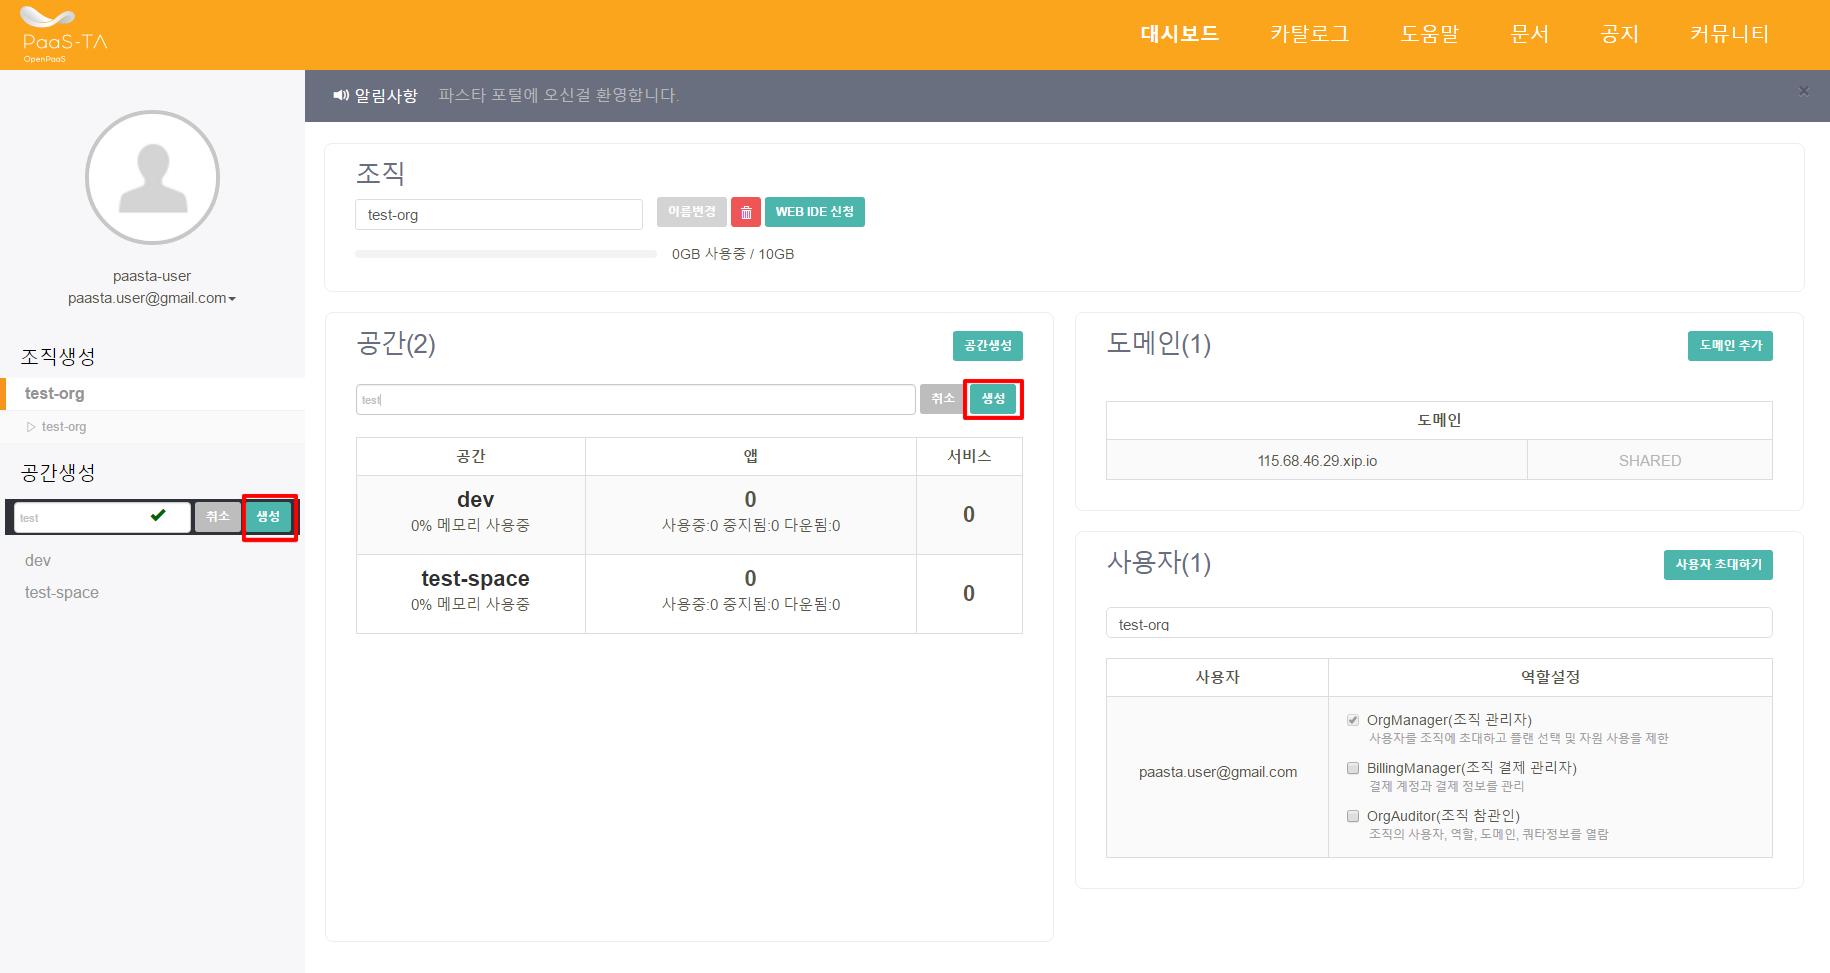 PaaS-TA
OpenPaaS
대시보드 카탈로그 도움말 문서 공지 커뮤니티
알림사항 파스타 포털에 오신걸 환영합니다. ×
paasta-user
paasta.user@gmail.com
조직생성
test-org
▷ test-org
공간생성
test 취소 생성
dev
test-space
조직
test-org 이름변경 WEB IDE 신청
0GB 사용중 / 10GB
공간(2) 공간생성
test 취소 생성
공간 앱 서비스
dev 0 0
0% 메모리 사용중 사용중:0 중지됨:0 다운됨:0
test-space 0 0
0% 메모리 사용중 사용중:0 중지됨:0 다운됨:0
도메인(1) 도메인 추가
도메인
115.68.46.29.xip.io SHARED
사용자(1) 사용자 초대하기
test-org
사용자 역할설정
paasta.user@gmail.com
OrgManager(조직 관리자)
사용자를 조직에 초대하고 플랜 선택 및 자원 사용을 제한
BillingManager(조직 결제 관리자)
결제 계정과 결제 정보를 관리
OrgAuditor(조직 참관인)
조직의 사용자, 역할, 도메인, 쿼타정보를 열람